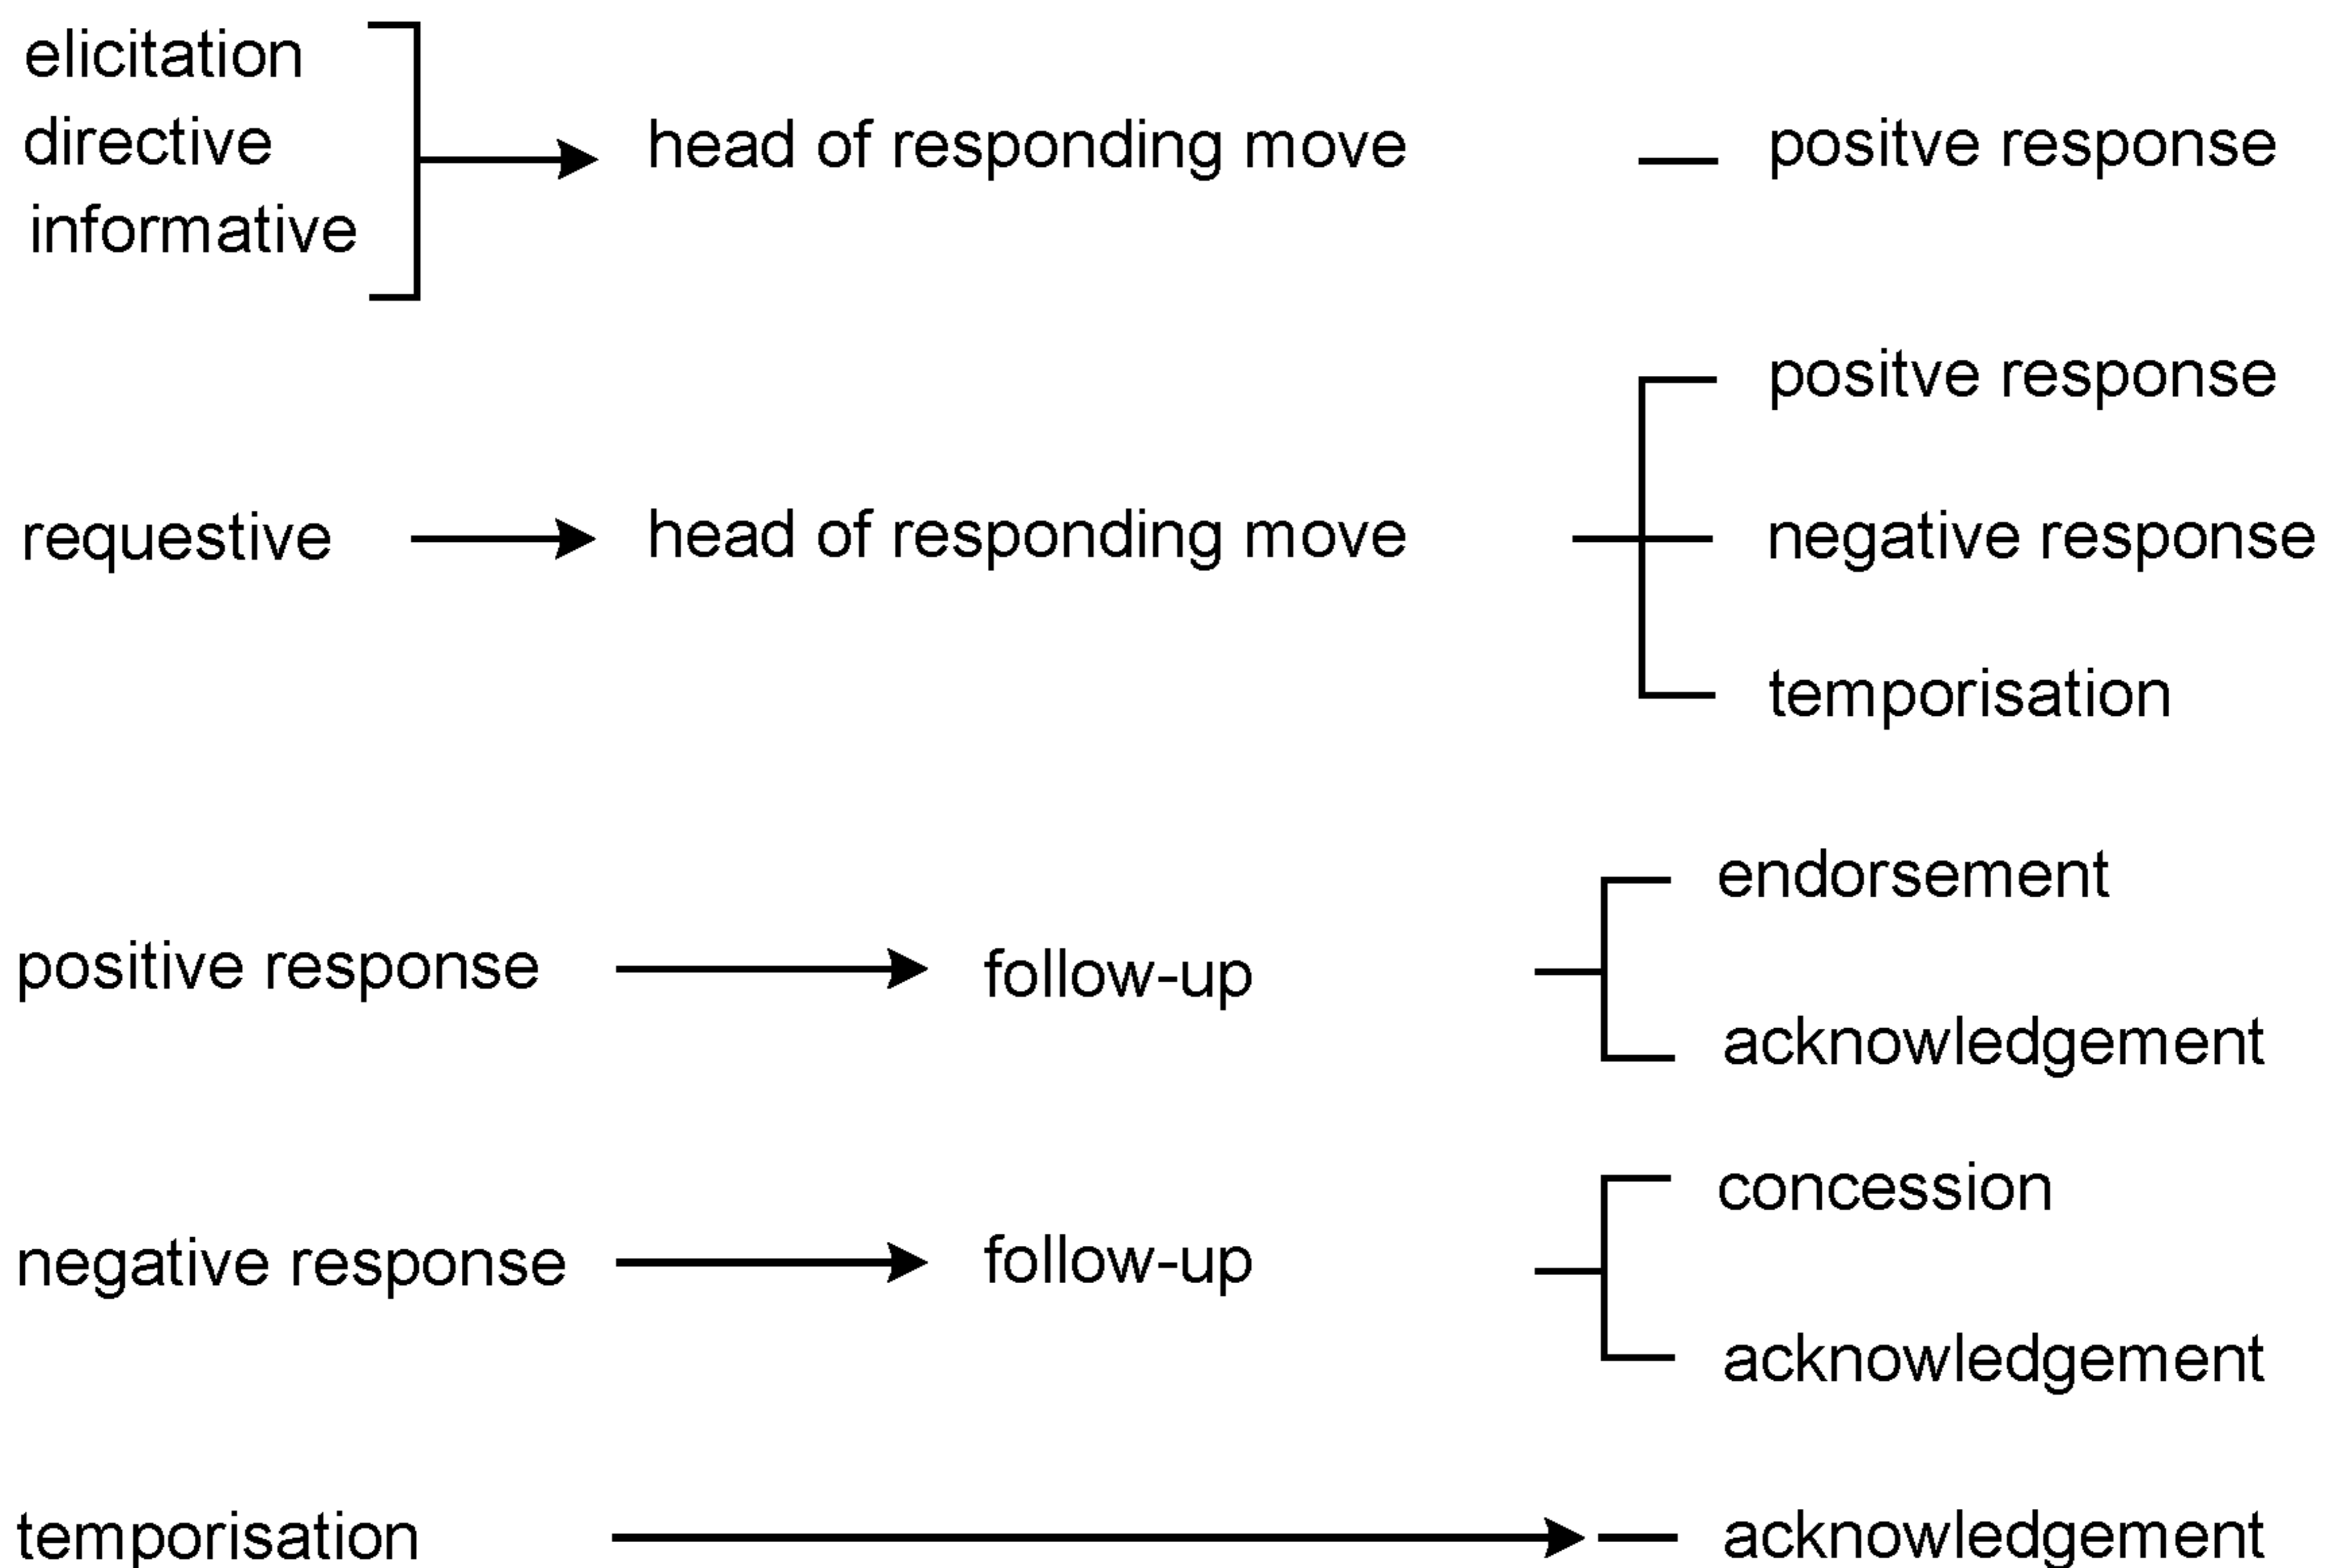 elicitation
directive
informative
head of responding move
positve response
requestive
head of responding move
positve response
negative response
temporisation
positive response
follow-up
endorsement
acknowledgement
negative response
follow-up
concession
acknowledgement
temporisation
acknowledgement